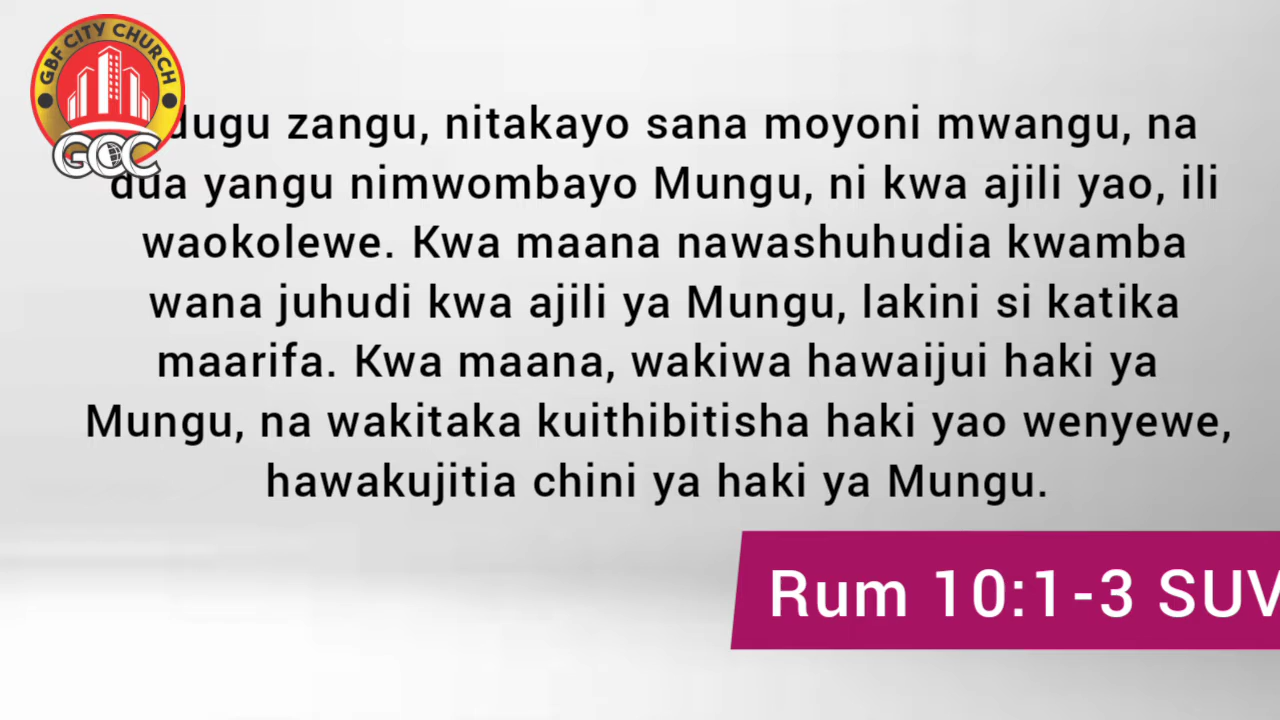 GBF CITY CHURCH
GOC
zangu, nitakayo sana moyoni mwangu, na
dua yangu nimwombayo Mungu, ni kwa ajili yao, ili
waokolewe. Kwa maana nawashuhudia kwamba
wana juhudi kwa ajili ya Mungu, lakini si katika
maarifa. Kwa maana, wakiwa hawaijui haki ya
Mungu, na wakitaka kuithibitisha haki yao wenyewe,
hawakujitia chini ya haki ya Mungu.
Rum 10:1-3 SUV